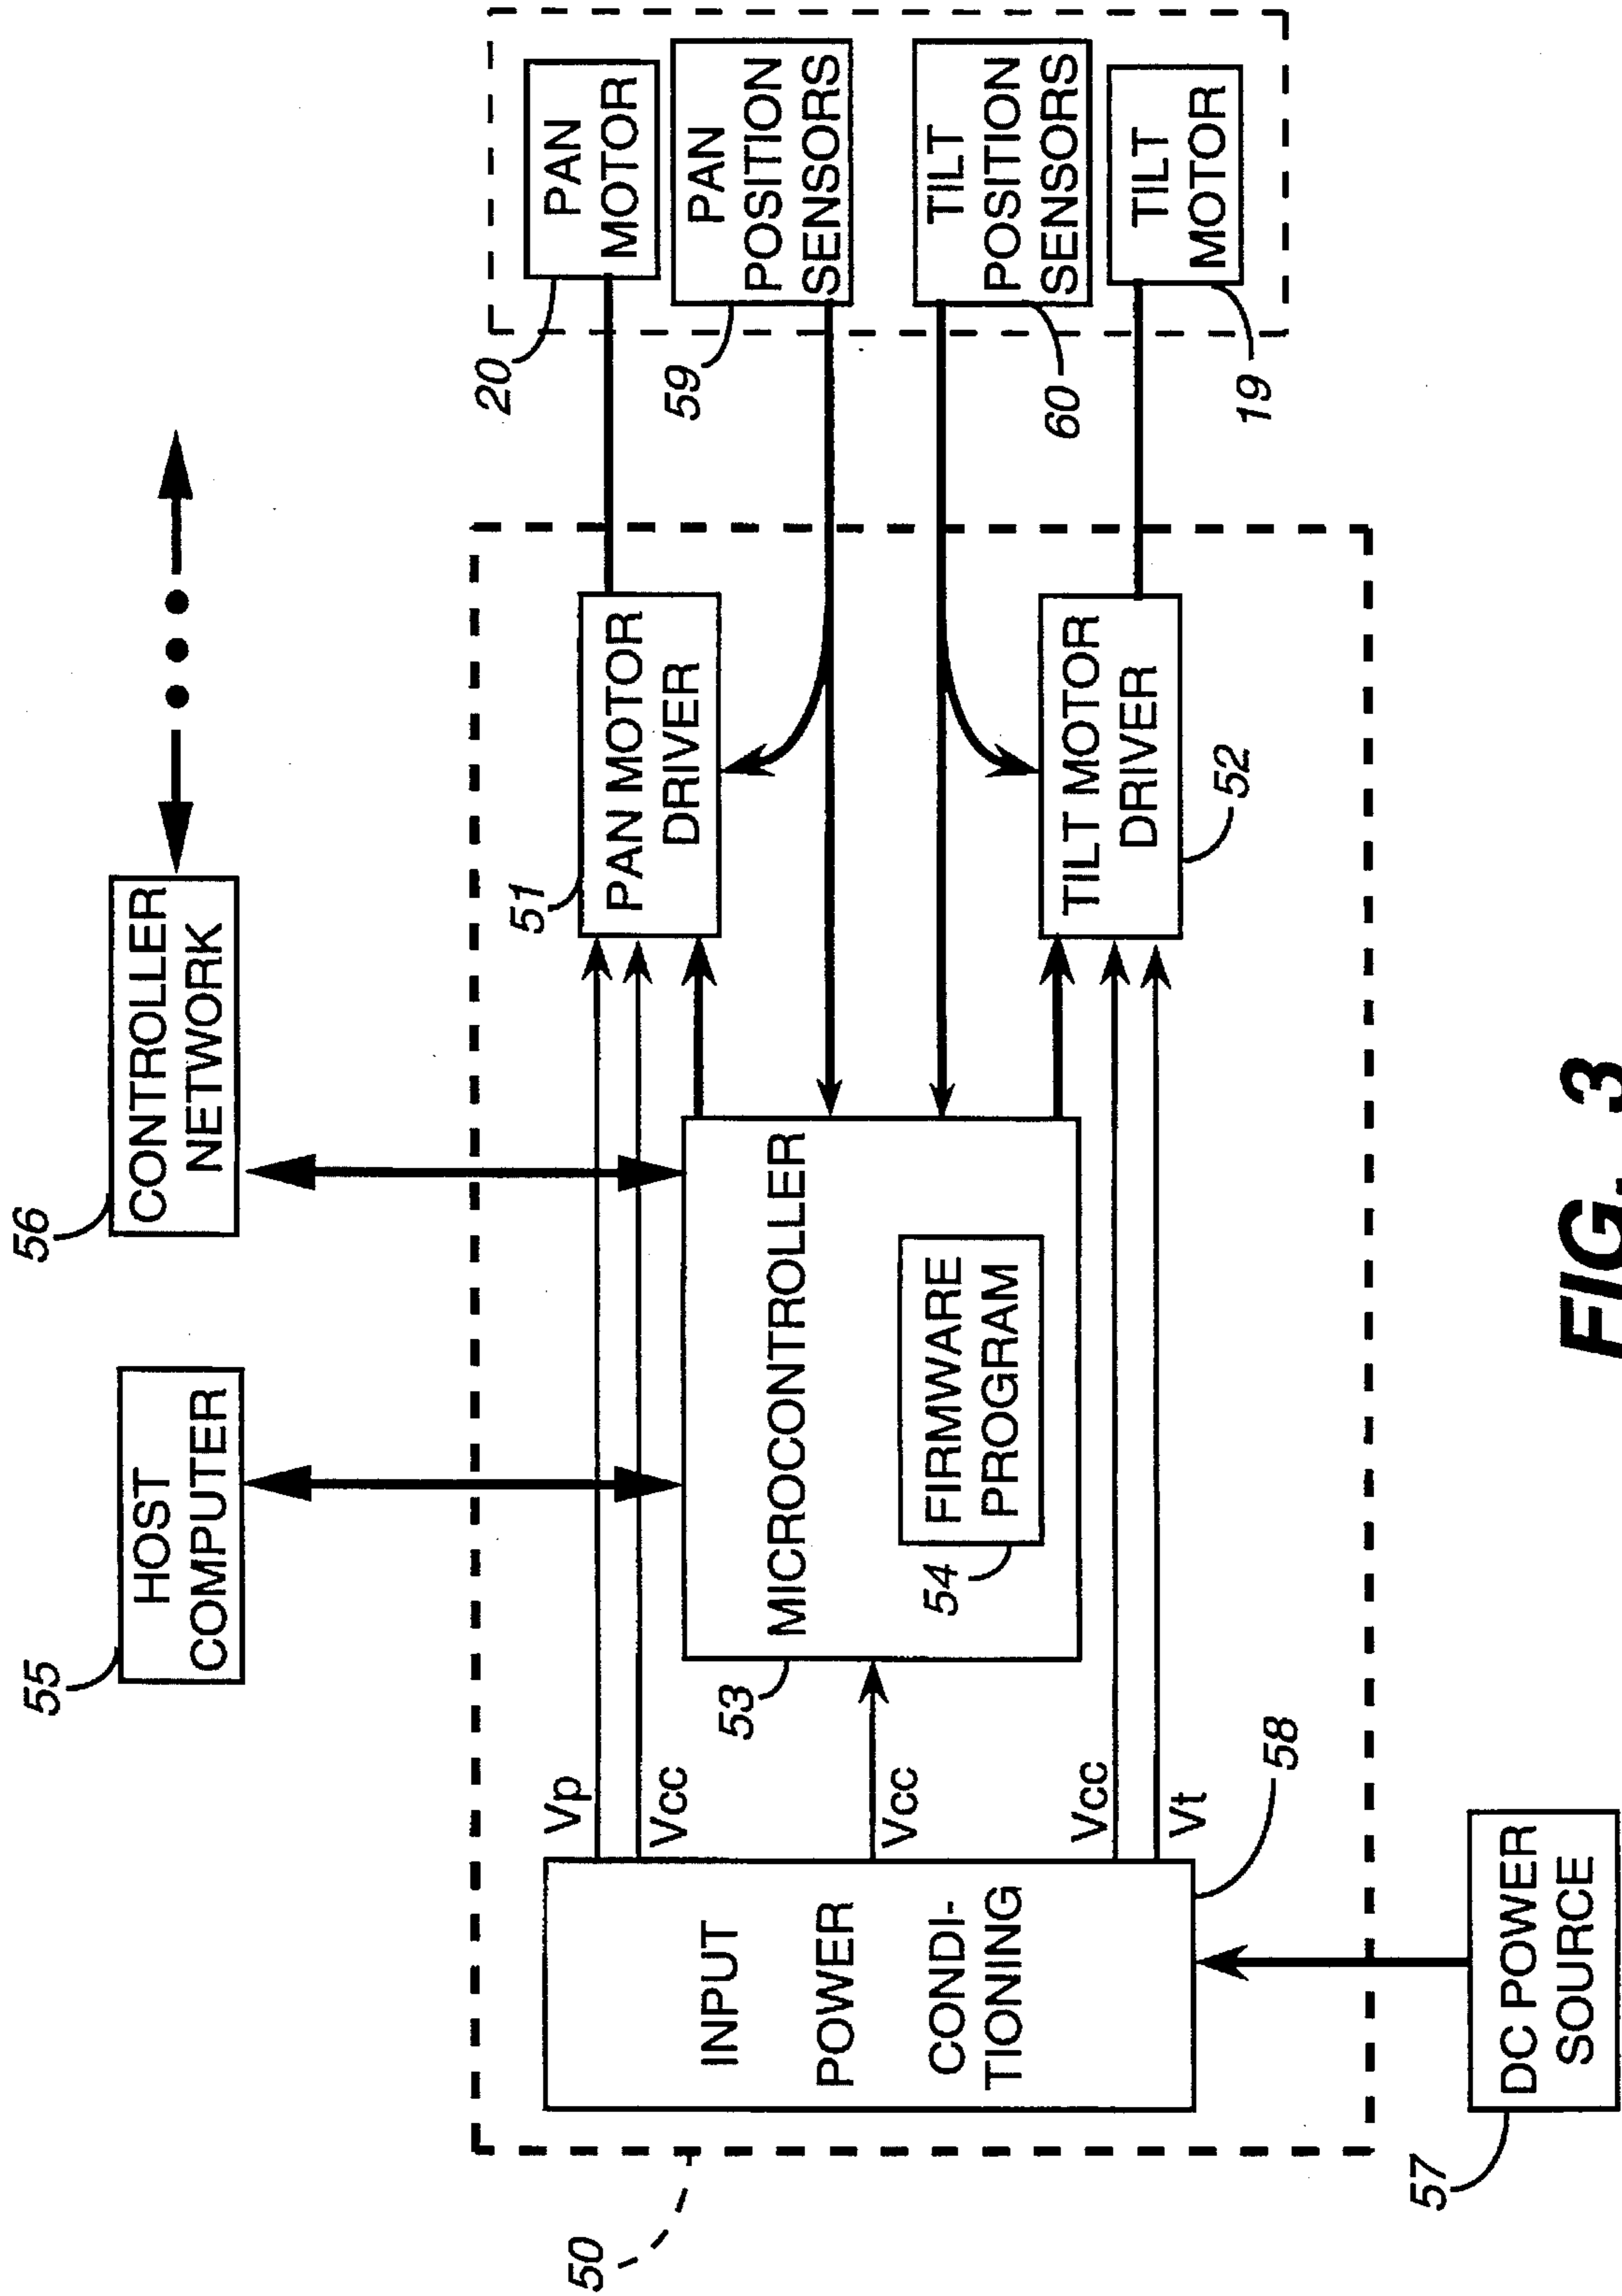 56
CONTROLLER
NETWORK
55
HOST
COMPUTER
50
INPUT
POWER
CONDI-
TIONING
58
Vp
Vcc
Vcc
Vcc
Vt
53
MICROCONTROLLER
54
FIRMWARE
PROGRAM
51
PAN MOTOR
DRIVER
TILT MOTOR
DRIVER
52
20
PAN
MOTOR
59
PAN
POSITION
SENSORS
TILT
POSITION
SENSORS
60
TILT
MOTOR
19
57
DC POWER
SOURCE
FIG. 3